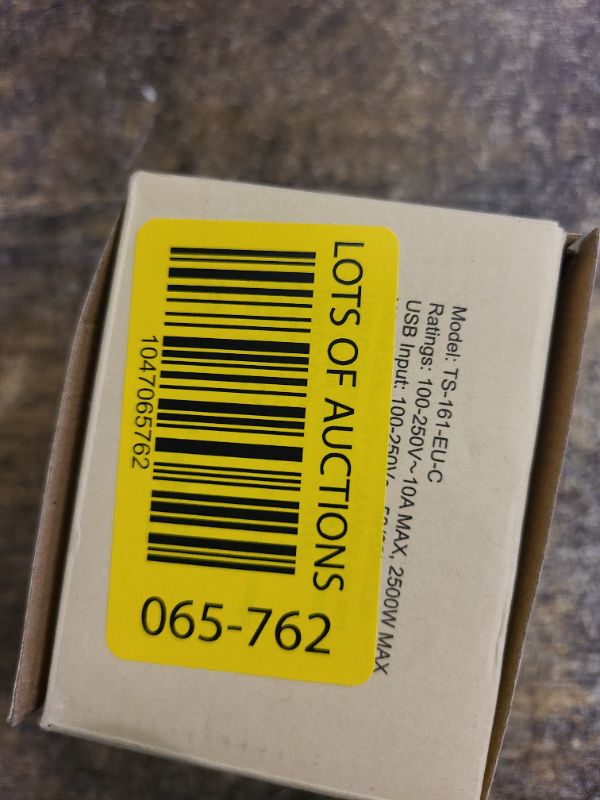 Model: TS-161-EU-C
Ratings: 100-250V~10A MAX, 2500W MAX
USB Input: 100-250V~
LOTS OF AUCTIONS
1047065762
065-762